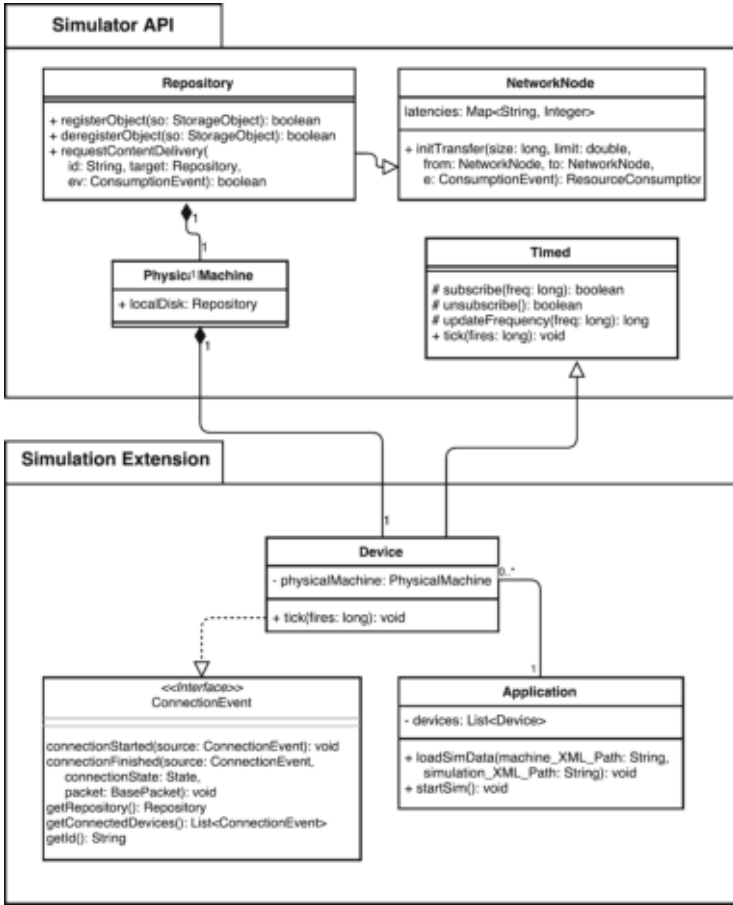 Simulator API
Repository
+ registerObject(so: StorageObject): boolean
+ deregisterObject(so: StorageObject): boolean
+ requestContentDelivery(
id: String, target: Repository,
ev: ConsumptionEvent): boolean
NetworkNode
latencies: Map<String, Integer>
+ initTransfer(size: long, limit: double,
from: NetworkNode, to: NetworkNode,
e: ConsumptionEvent): ResourceConsumption
1
1
1
Machine
+ localDisk: Repository
1
Timed
# subscribe(freq: long): boolean
# unsubscribe(): boolean
# updateFrequency(freq: long): long
+ tick(fires: long): void
Simulation Extension
1
Device
- physicalMachine: PhysicalMachine
+ tick(fires: long): void
0..*
1
<<Interface>>
ConnectionEvent
connectionStarted(source: ConnectionEvent): void
connectionFinished(source: ConnectionEvent,
connectionState: State,
packet: BasePacket): void
getRepository(): Repository
getConnectedDevices(): List<ConnectionEvent>
getId(): String
Application
- devices: List<Device>
+ loadSimData(machine_XML_Path: String,
simulation_XML_Path: String): void
+ startSim(): void